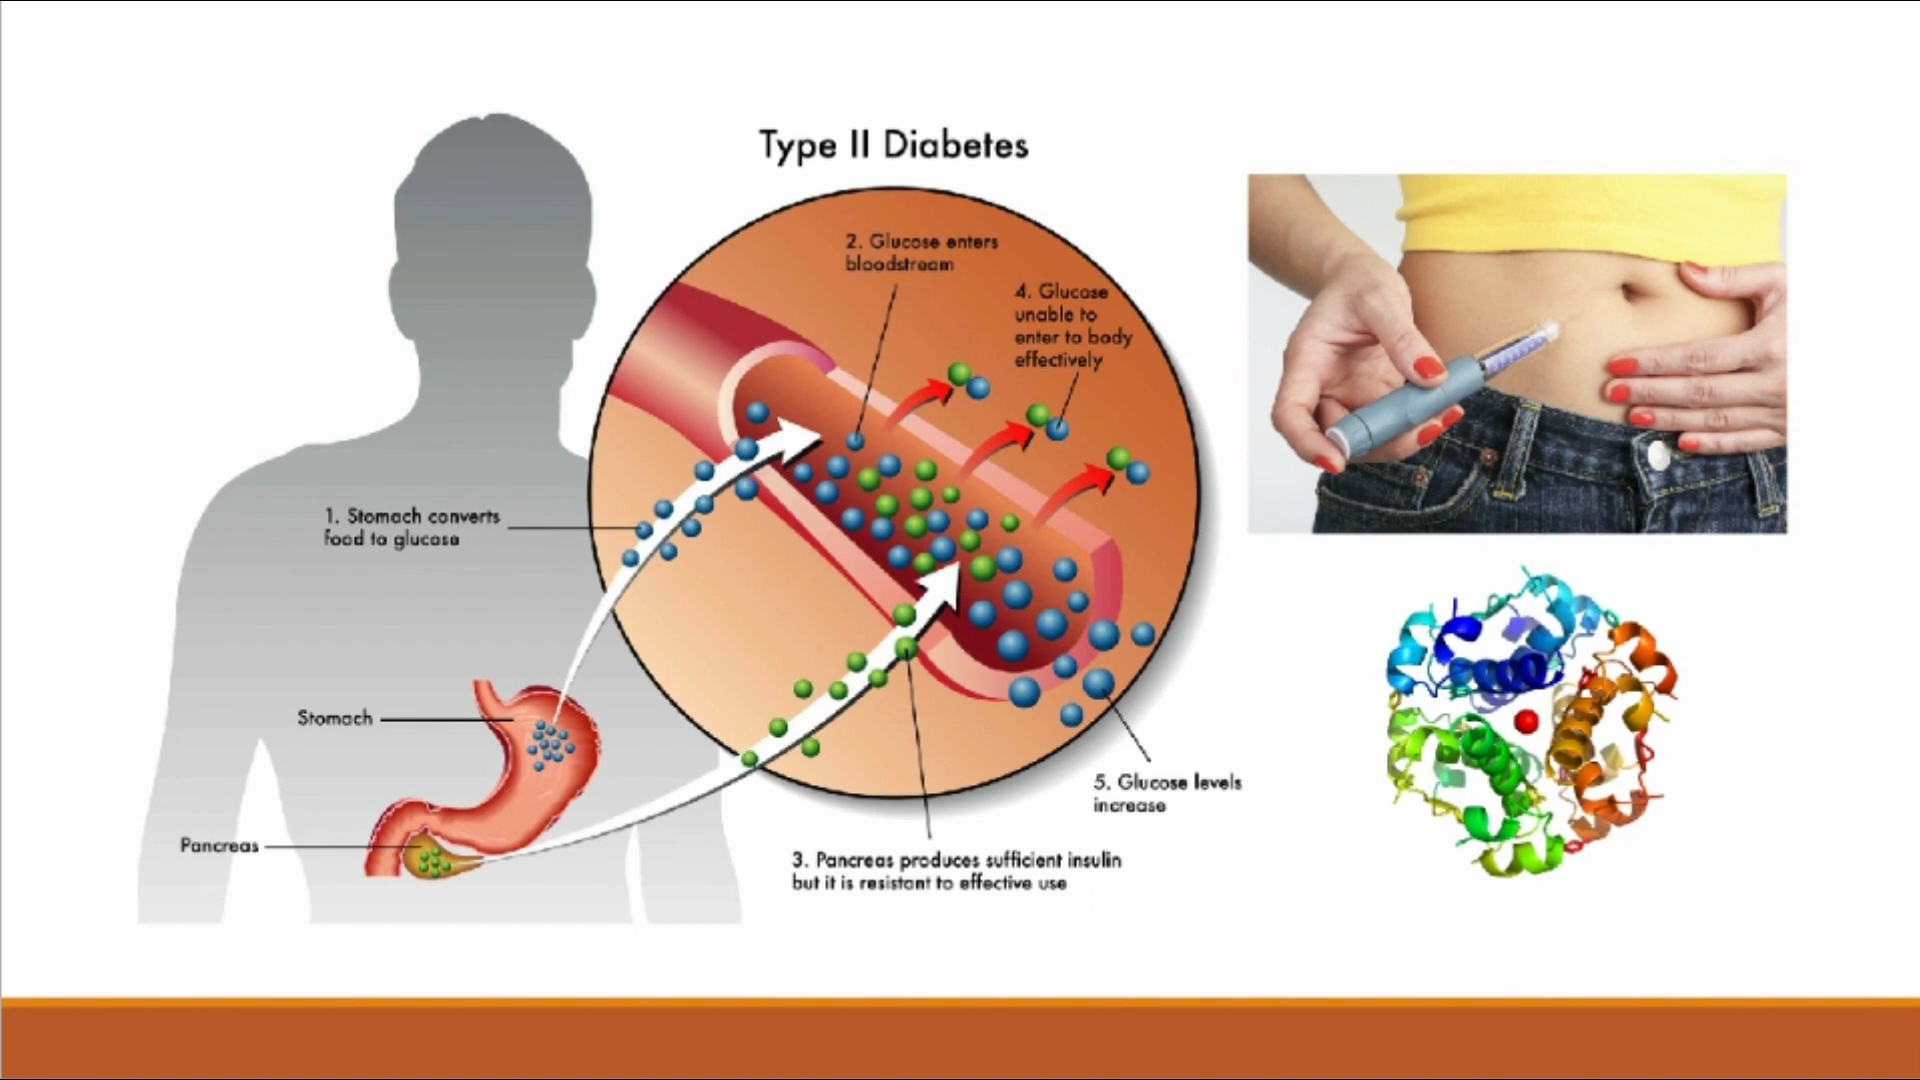 Type II Diabetes
2. Glucose enters
bloodstream
4. Glucose
unable to
enter to body
effectively
1. Stomach converts
food to glucose
Stomach
Pancreas
5. Glucose levels
increase
3. Pancreas produces sufficient insulin
but it is resistant to effective use